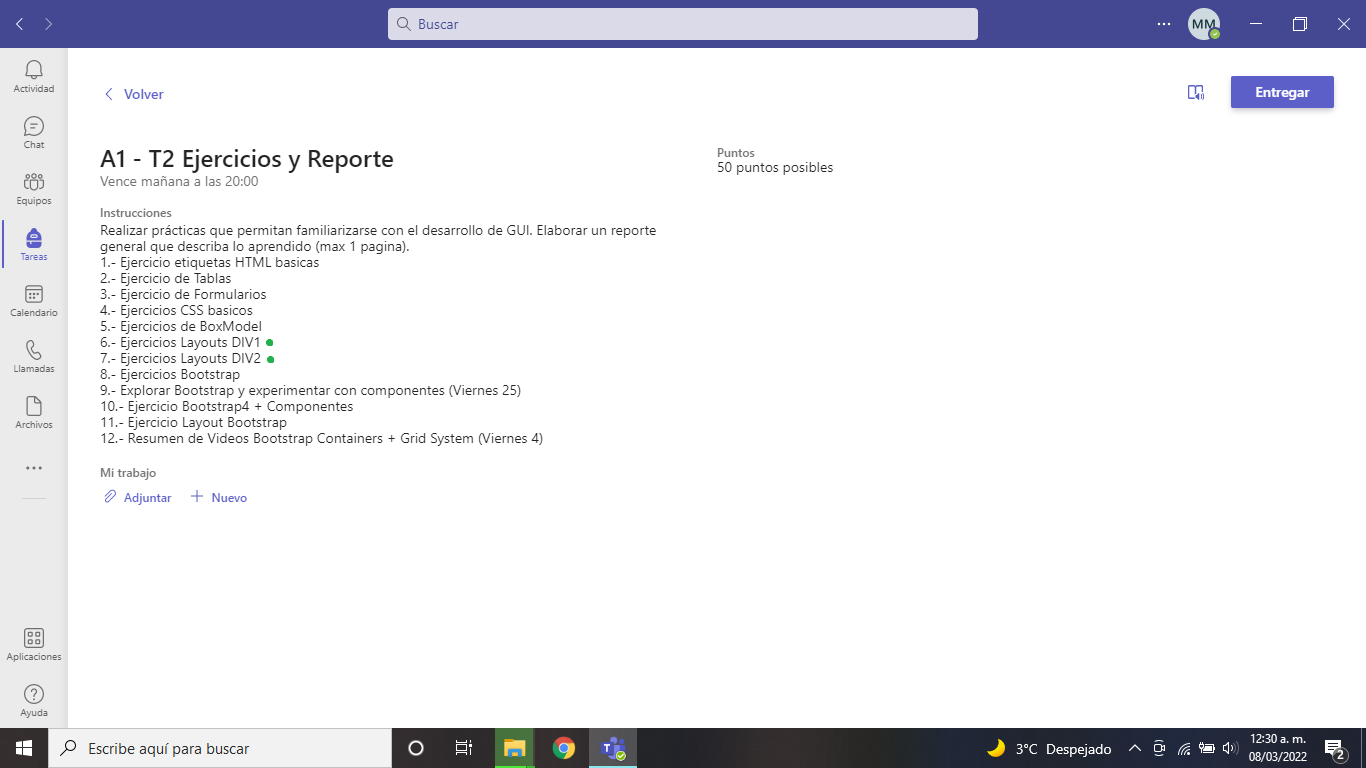 Buscar
MM
Actividad
Chat
Equipos
Tareas
Calendario
Llamadas
Archivos
Aplicaciones
Ayuda
Volver
Entregar
A1 - T2 Ejercicios y Reporte
Vence mañana a las 20:00
Puntos
50 puntos posibles
Instrucciones
Realizar prácticas que permitan familiarizarse con el desarrollo de GUI. Elaborar un reporte
general que describa lo aprendido (max 1 pagina).
1.- Ejercicio etiquetas HTML basicas
2.- Ejercicio de Tablas
3.- Ejercicio de Formularios
4.- Ejercicios CSS basicos
5.- Ejercicios de BoxModel
6.- Ejercicios Layouts DIV1
7.- Ejercicios Layouts DIV2
8.- Ejercicios Bootstrap
9.- Explorar Bootstrap y experimentar con componentes (Viernes 25)
10.- Ejercicio Bootstrap4 + Componentes
11.- Ejercicio Layout Bootstrap
12.- Resumen de Videos Bootstrap Containers + Grid System (Viernes 4)
Mi trabajo
Adjuntar
Nuevo
Escribe aquí para buscar
3°C Despejado
12:30 a. m.
08/03/2022
2